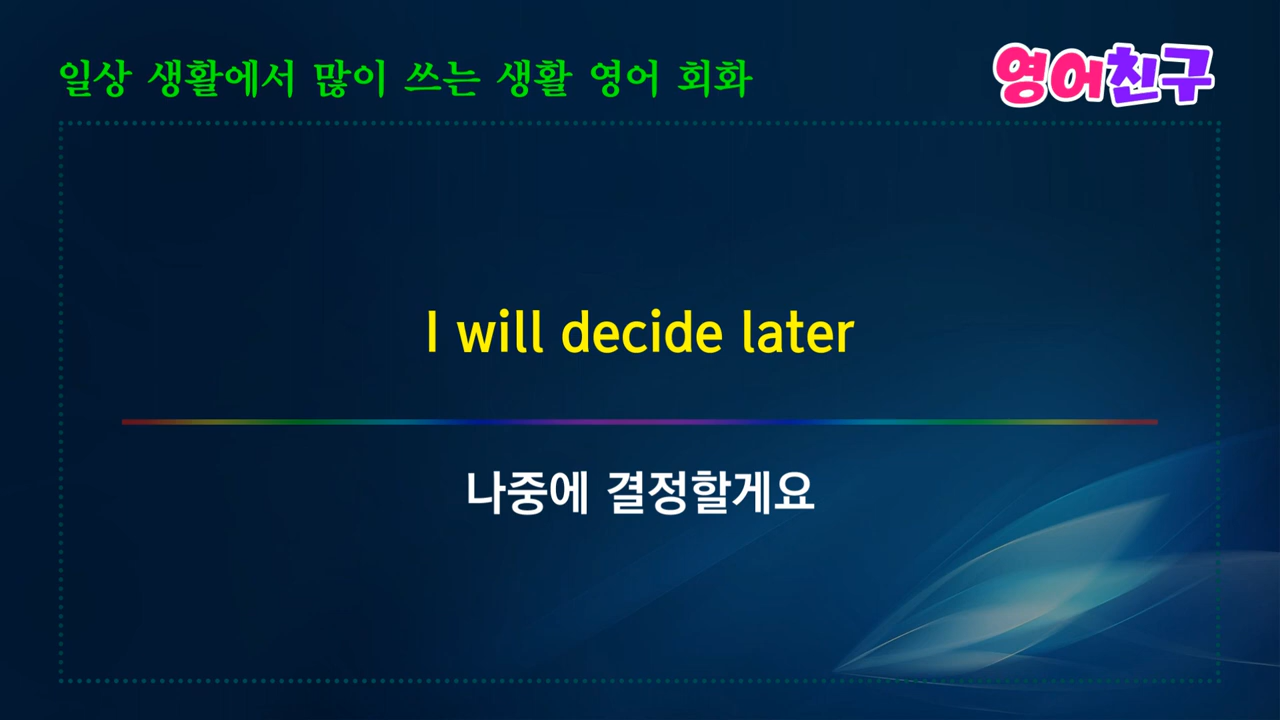 일상 생활에서 많이 쓰는 생활 영어 회화
영어친구
I will decide later
나중에 결정할게요